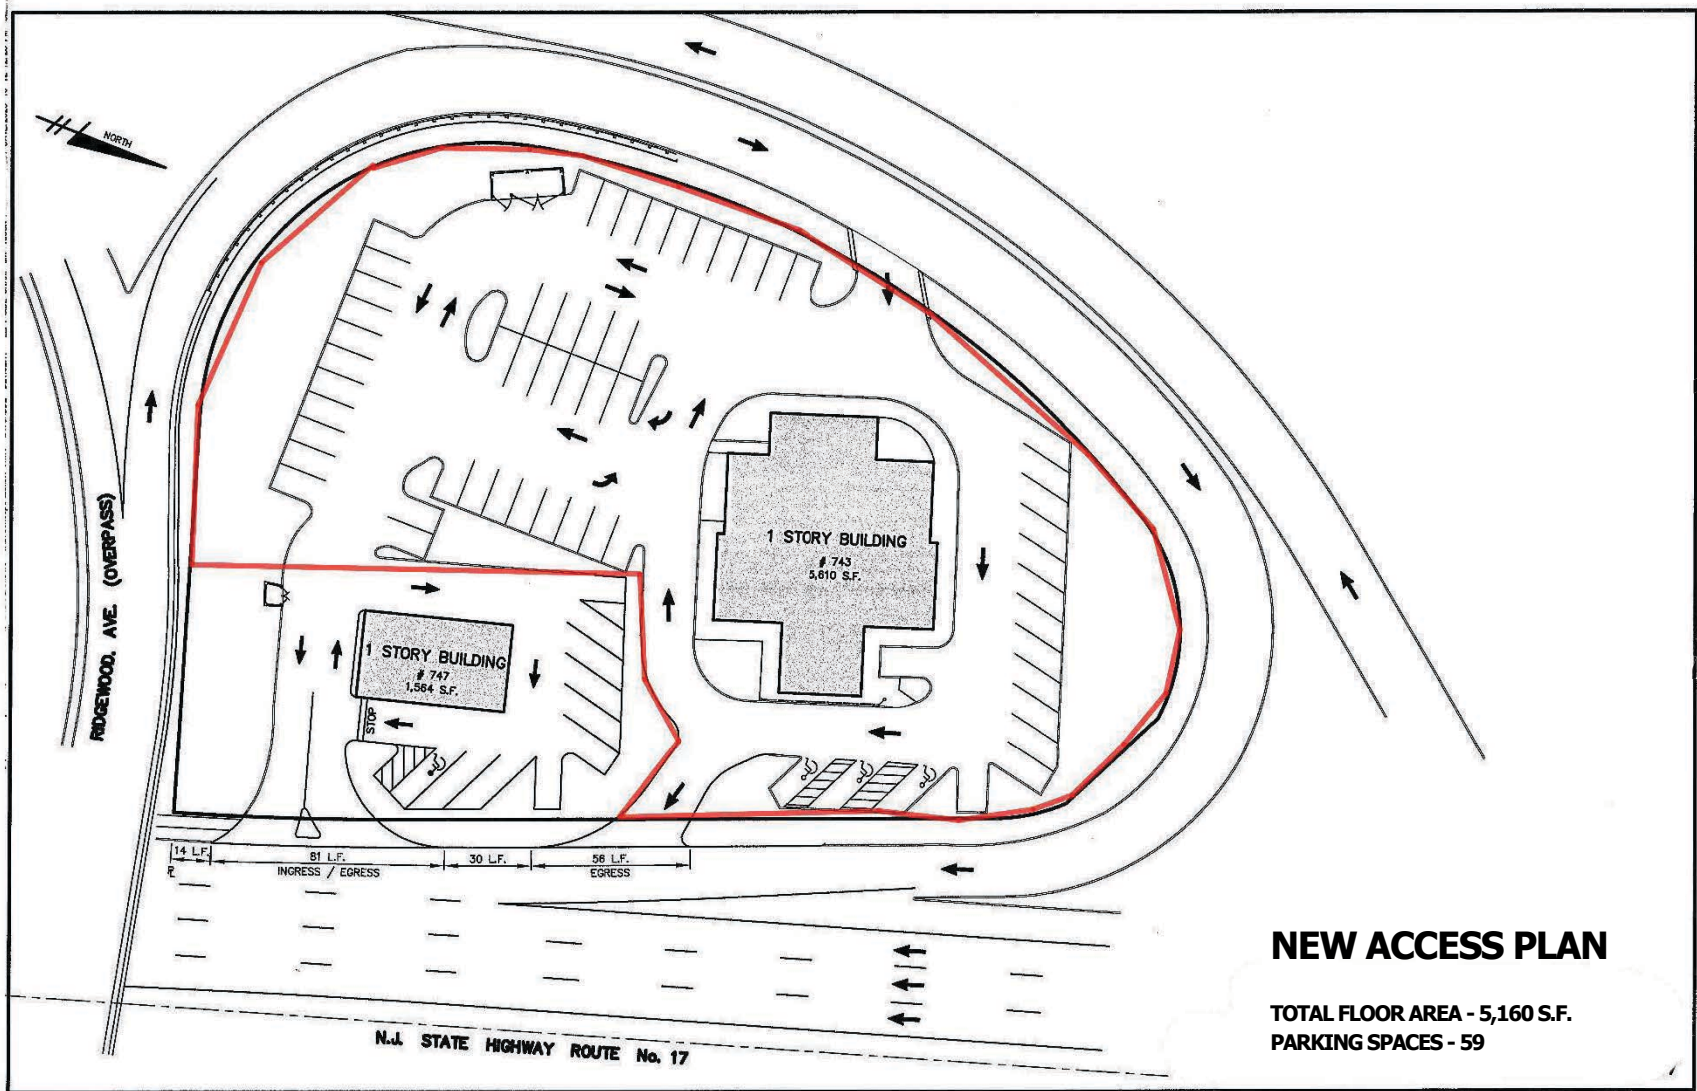 NORTH
RIDGEWOOD. AVE. (OVERPASS)
1 STORY BUILDING
# 743
5,610 S.F.
1 STORY BUILDING
# 747
1,564 S.F.
STOP
14 L.F.
81 L.F.
INGRESS / EGRESS
30 L.F.
56 L.F.
EGRESS
N.J. STATE HIGHWAY ROUTE No. 17
NEW ACCESS PLAN
TOTAL FLOOR AREA - 5,160 S.F.
PARKING SPACES - 59